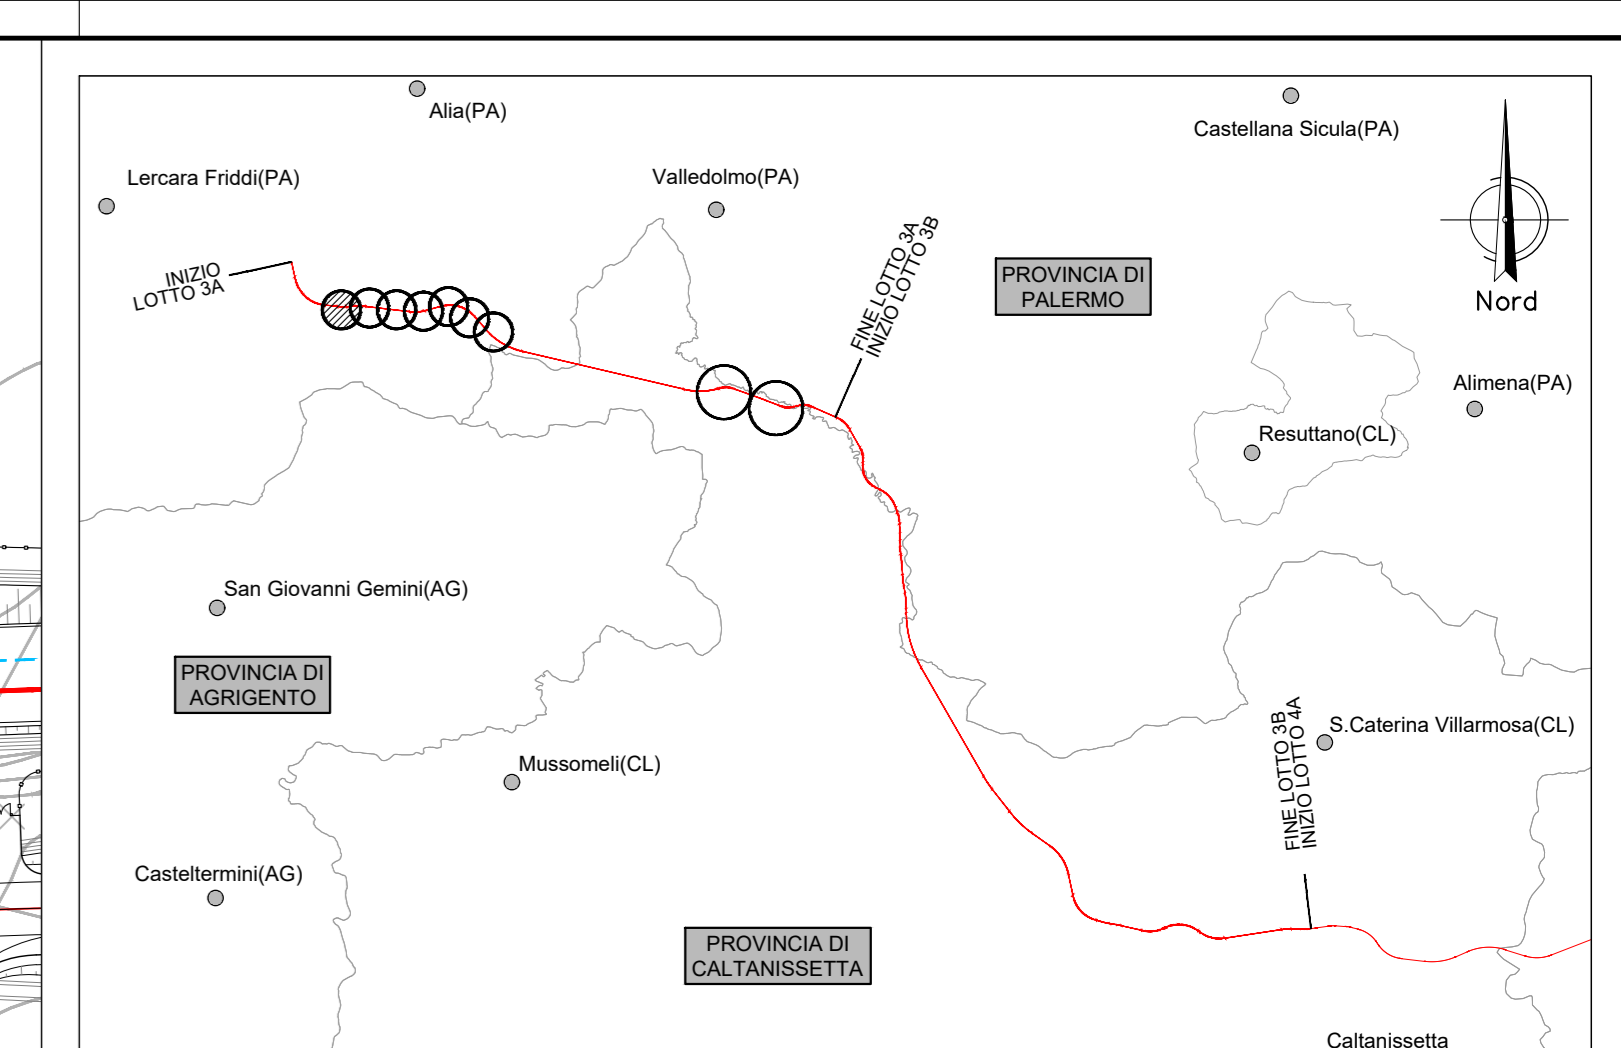 Alia(PA)
Castellana Sicula(PA)
Lercara Friddi(PA)
Valledolmo(PA)
INIZIO
LOTTO 3A
FINE LOTTO 3A
INIZIO LOTTO 3B
PROVINCIA DI
PALERMO
Nord
Alimena(PA)
Resuttano(CL)
San Giovanni Gemini(AG)
PROVINCIA DI
AGRIGENTO
Mussomeli(CL)
FINE LOTTO 3B
INIZIO LOTTO 4A
S.Caterina Villarmosa(CL)
Casteltermini(AG)
PROVINCIA DI
CALTANISSETTA
Caltanissetta